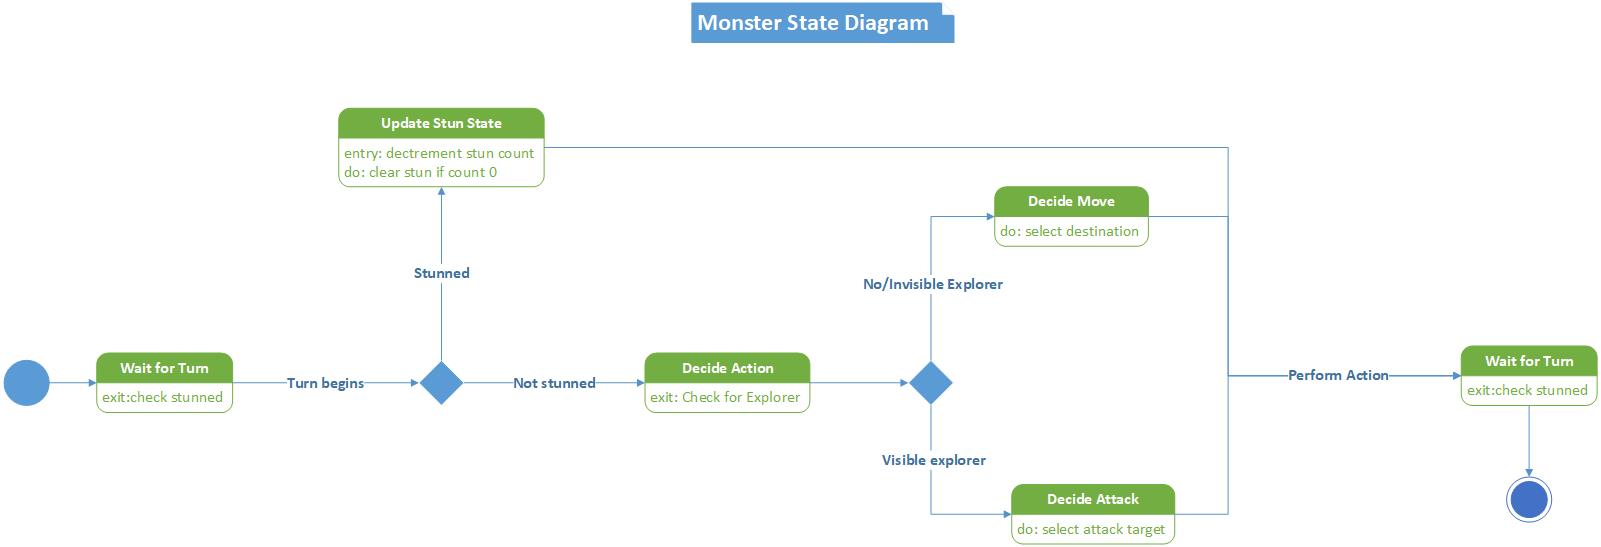 Monster State Diagram
Update Stun State
entry: dectrement stun count
do: clear stun if count 0
Decide Move
do: select destination
Stunned
No/Invisible Explorer
Wait for Turn
exit:check stunned
Turn begins
Not stunned
Decide Action
exit: Check for Explorer
Perform Action
Wait for Turn
exit:check stunned
Visible explorer
Decide Attack
do: select attack target